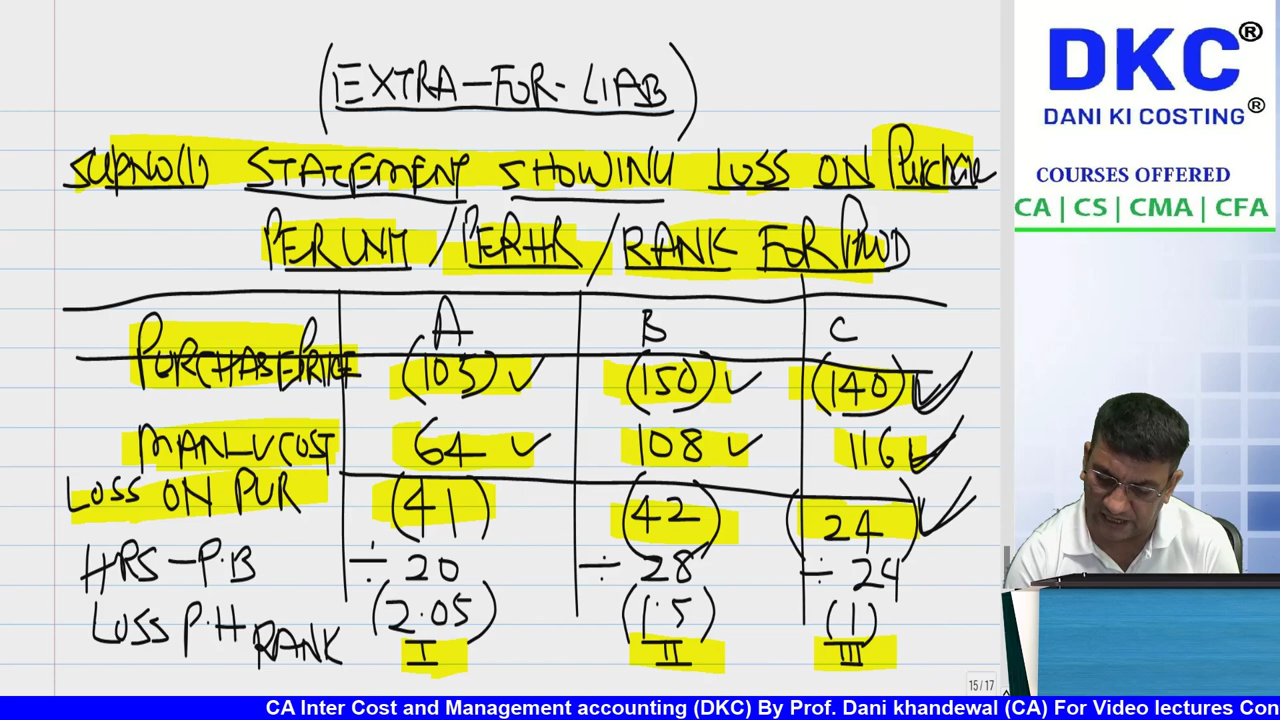 (EXTRA-FOR-LIAB)
STATEMENT SHOWING LOSS ON Purchase
PER UNIT / PER HR / RANK FOR PROD
A B C
PURCHASE PRICE (105) ✓ (150) ✓ (140) ✓
MAN-V COST 64 ✓ 108 ✓ 116 ✓
LOSS ON PUR (41) (42) (24) ✓
HRS-P.B ÷ 20 ÷ 28 ÷ 24
LOSS P.H (2.05) (1.5) (1)
RANK I II III
15/17
DKC®
DANI KI COSTING®
COURSES OFFERED
CA | CS | CMA | CFA
CA Inter Cost and Management accounting (DKC) By Prof. Dani khandewal (CA) For Video lectures Con